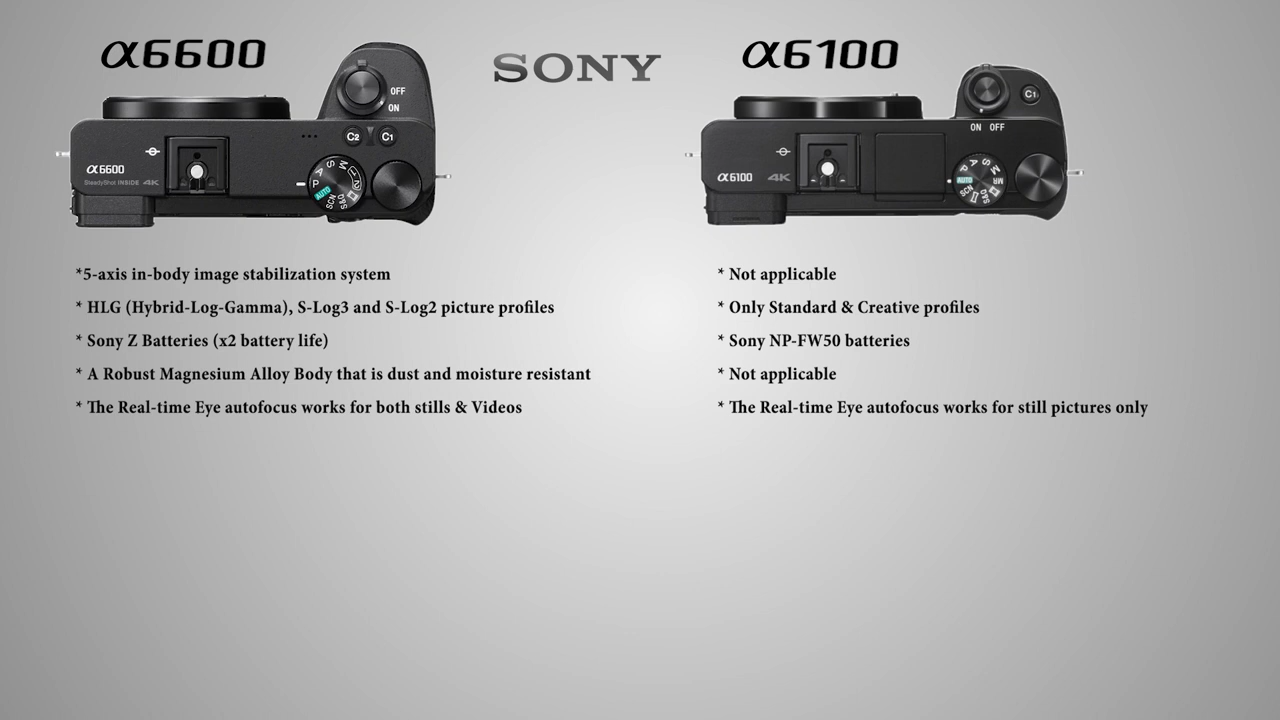 α6600
SONY
α6100
OFF
ON
C2
C1
α6600
SteadyShot INSIDE 4K
M
S
A
P
AUTO
SCN
S&Q
1
2
C1
ON OFF
α6100
4K
MR
M
S
A
P
AUTO
SCN
S&Q
*5-axis in-body image stabilization system
* HLG (Hybrid-Log-Gamma), S-Log3 and S-Log2 picture profiles
* Sony Z Batteries (x2 battery life)
* A Robust Magnesium Alloy Body that is dust and moisture resistant
* The Real-time Eye autofocus works for both stills & Videos
* Not applicable
* Only Standard & Creative profiles
* Sony NP-FW50 batteries
* Not applicable
* The Real-time Eye autofocus works for still pictures only